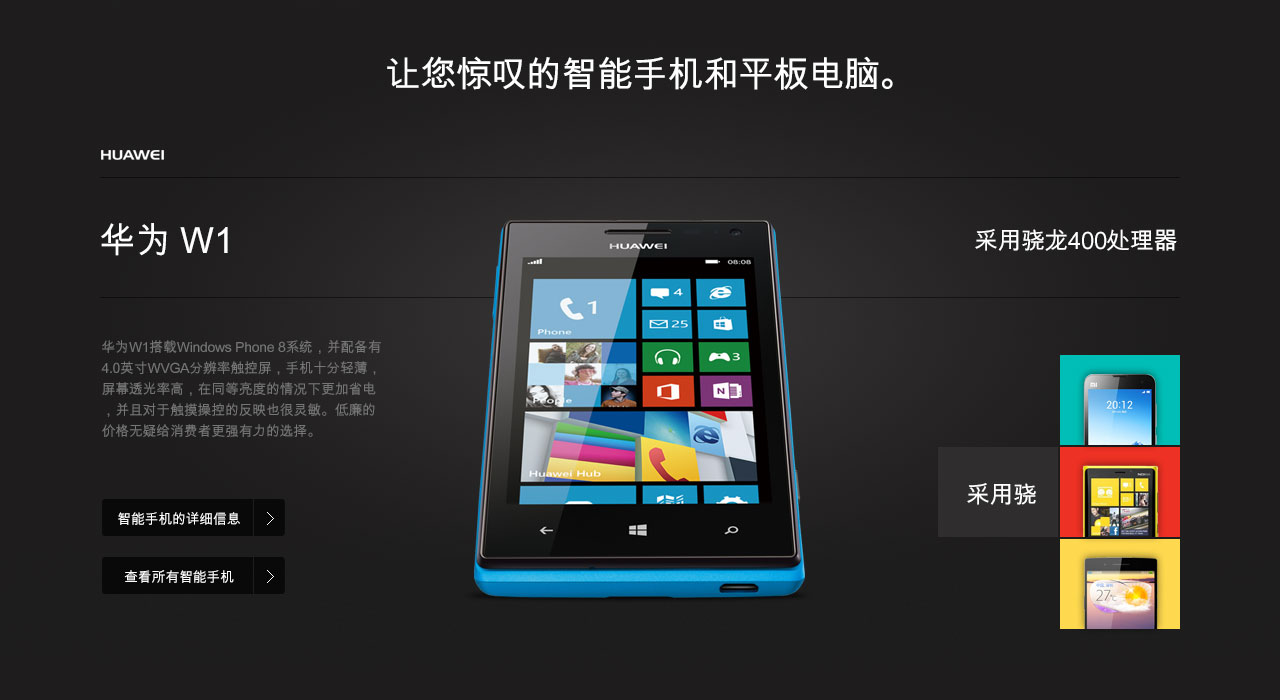 让您惊叹的智能手机和平板电脑。
HUAWEI
华为 W1
采用骁龙400处理器
华为W1搭载Windows Phone 8系统，并配备有
4.0英寸WVGA分辨率触控屏，手机十分轻薄，
屏幕透光率高，在同等亮度的情况下更加省电
，并且对于触摸操控的反映也很灵敏。低廉的
价格无疑给消费者更强有力的选择。
智能手机的详细信息
查看所有智能手机
HUAWEI
08:08
1
4
Phone
25
3
People
N
Huawei Hub
采用骁
MI
20:12
NOKIA
27°C